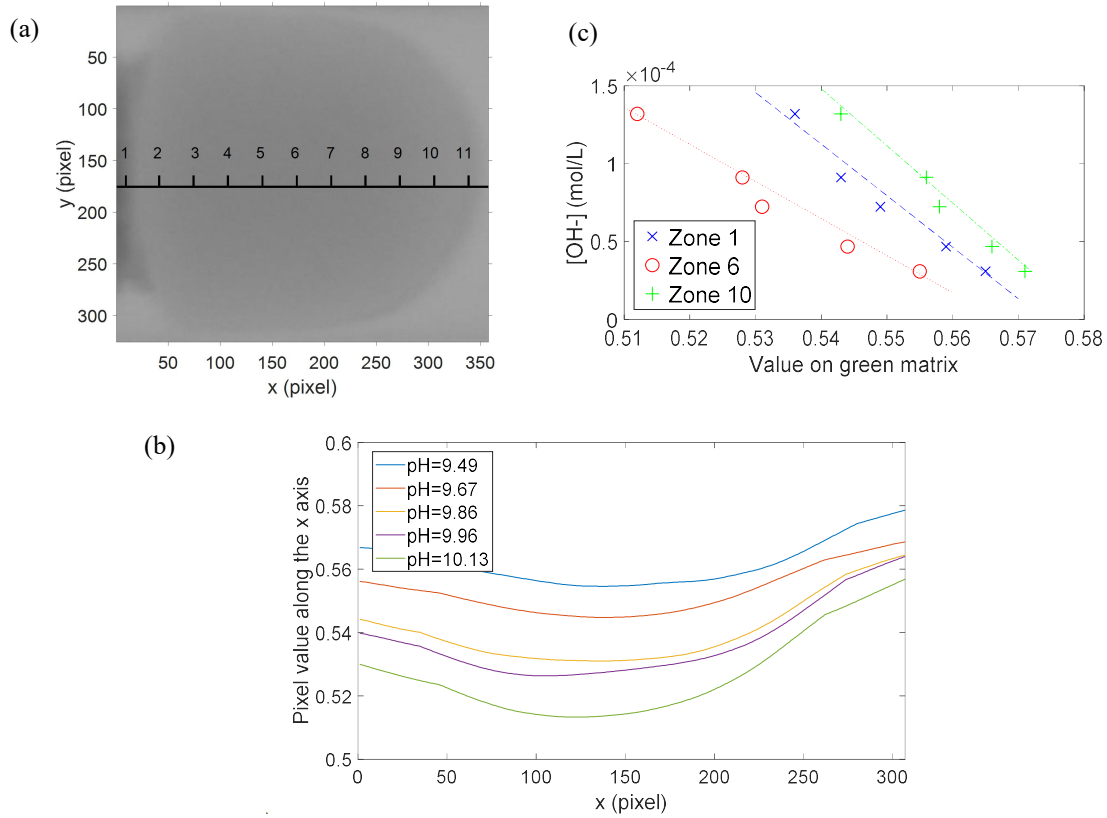 (a)
50
100
150
200
250
300
y (pixel)
1 2 3 4 5 6 7 8 9 10 11
50 100 150 200 250 300 350
x (pixel)
(c)
×10⁻⁴
1.5
1
0.5
0
[OH-] (mol/L)
Zone 1
Zone 6
Zone 10
0.51 0.52 0.53 0.54 0.55 0.56 0.57 0.58
Value on green matrix
(b)
0.6
0.58
0.56
0.54
0.52
0.5
Pixel value along the x axis
pH=9.49
pH=9.67
pH=9.86
pH=9.96
pH=10.13
0 50 100 150 200 250 300
x (pixel)